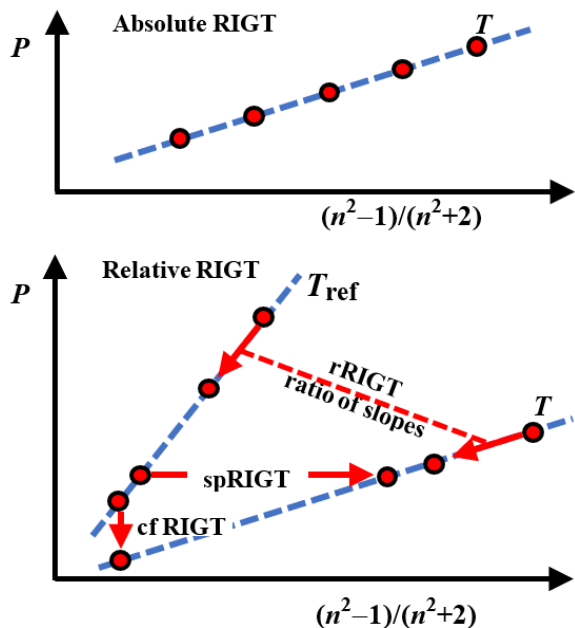 Absolute RIGT
P
T
(n²−1)/(n²+2)
Relative RIGT
P
T_ref
rRIGT
ratio of slopes
T
spRIGT
cf RIGT
(n²−1)/(n²+2)